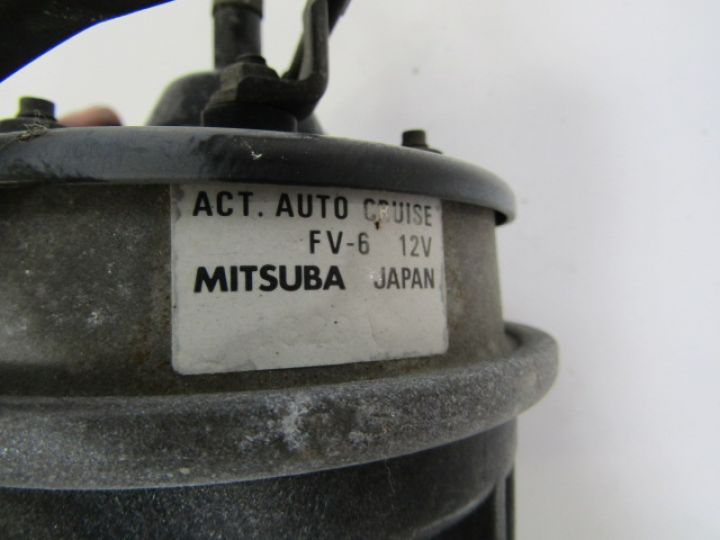 ACT. AUTO CRUISE
FV-6 12V
MITSUBA JAPAN